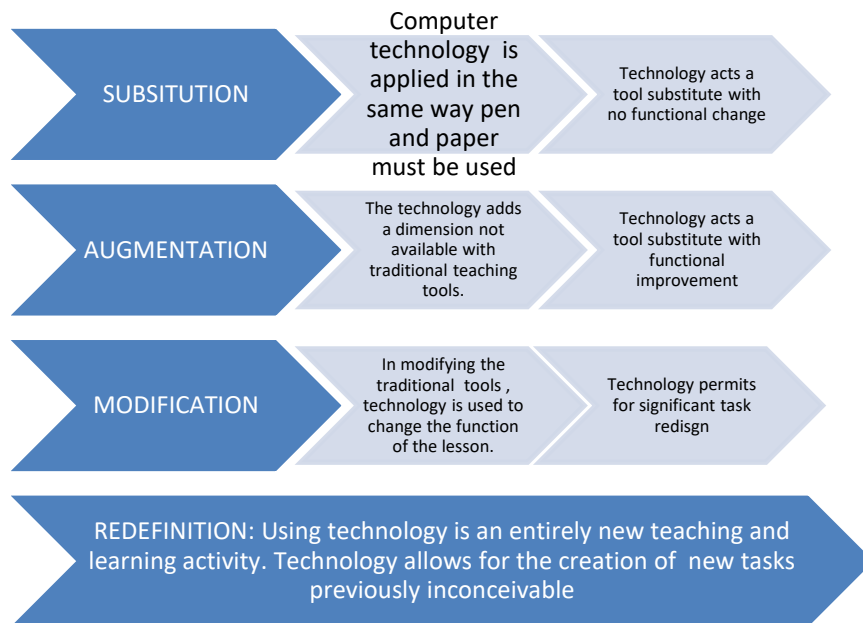 SUBSITUTION
Computer
technology is
applied in the
same way pen
and paper
must be used
Technology acts a
tool substitute with
no functional change
AUGMENTATION
The technology adds
a dimension not
available with
traditional teaching
tools.
Technology acts a
tool substitute with
functional
improvement
MODIFICATION
In modifying the
traditional tools ,
technology is used to
change the function
of the lesson.
Technology permits
for significant task
redisgn
REDEFINITION: Using technology is an entirely new teaching and
learning activity. Technology allows for the creation of new tasks
previously inconceivable